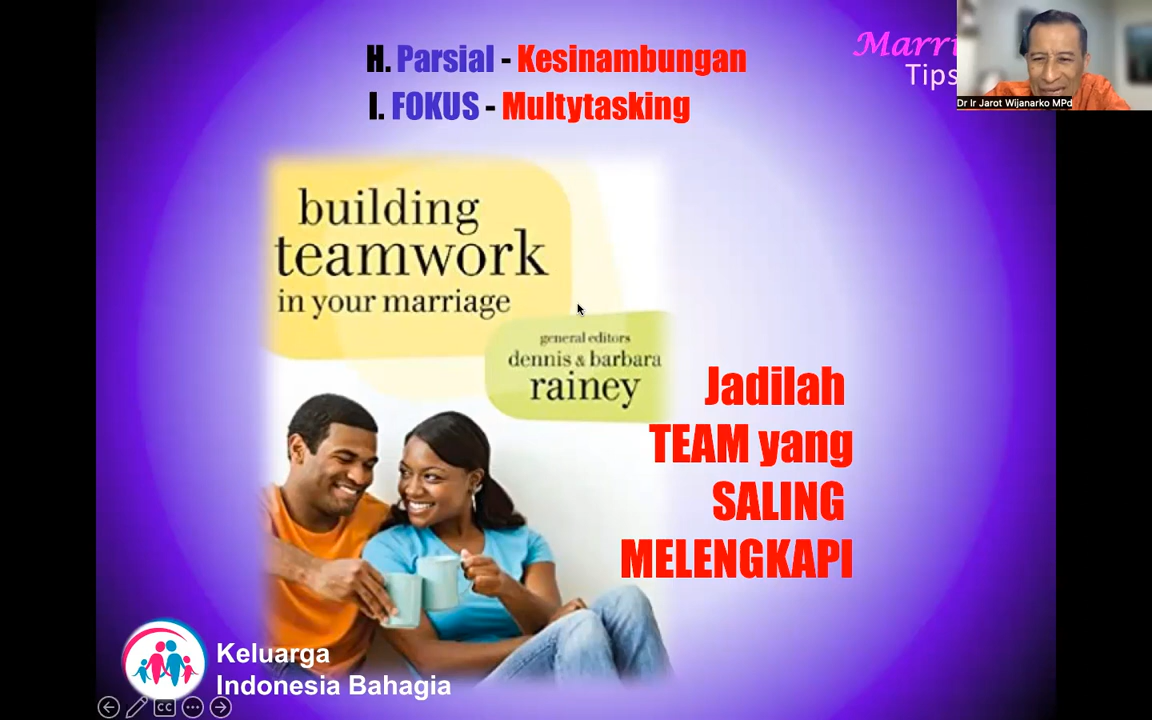 H. Parsial - Kesinambungan
I. FOKUS - Multytasking
Tips
Dr Ir Jarot Wijanarko MPd
building
teamwork
in your marriage
general editors
dennis & barbara
rainey
Jadilah
TEAM yang
SALING
MELENGKAPI
Keluarga
Indonesia Bahagia
CC